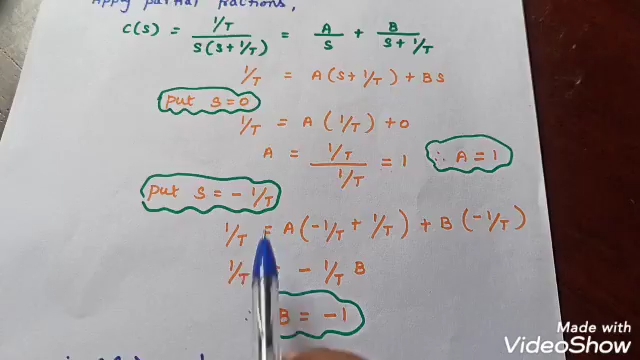 Apply partial fractions,
C(S) = 1/T / S(S+1/T) = A/S + B/S+1/T
1/T = A(S+1/T) + BS
put S=0
1/T = A(1/T) + 0
A = 1/T / 1/T = 1 ∴ A = 1
put S = -1/T
1/T = A(-1/T + 1/T) + B(-1/T)
1/T = - 1/T B
∴ B = -1
Made with
VideoShow